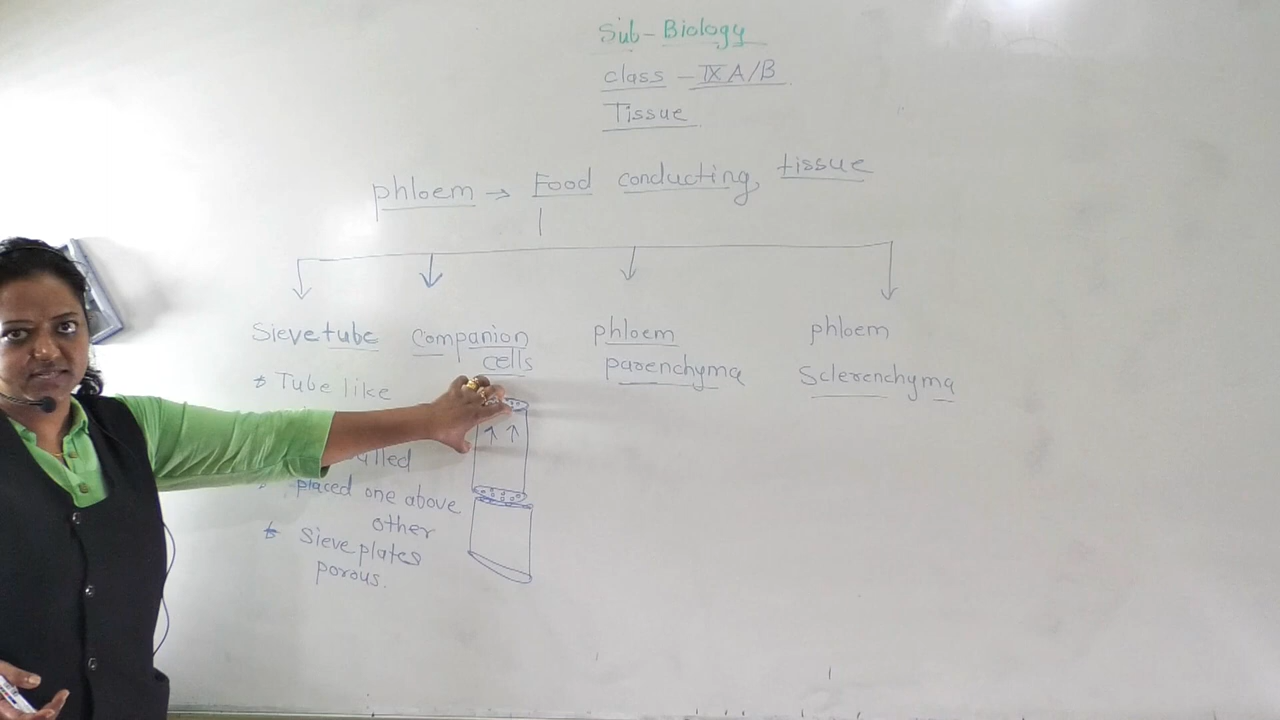 Sub-Biology
class - IX A/B
Tissue
phloem → Food conducting tissue
Sieve tube
companion
cells
phloem
parenchyma
phloem
Sclerenchyma
* Tube like
placed one above
other
* Sieve plates
porous.